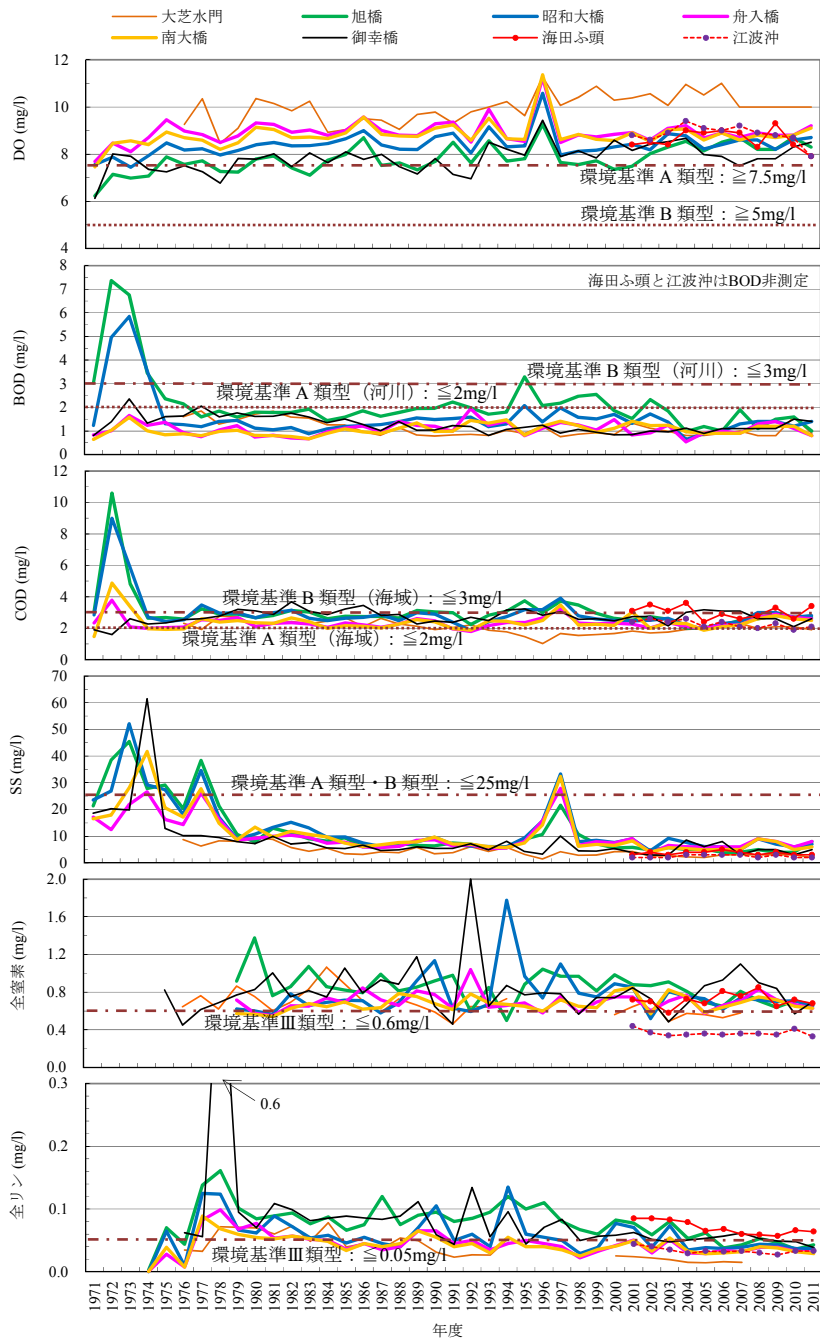 大芝水門 旭橋 昭和大橋 舟入橋
南大橋 御幸橋 海田ふ頭 江波沖
DO (mg/l)
12
10
8
6
4
環境基準 A 類型：≧7.5mg/l
環境基準 B 類型：≧5mg/l
BOD (mg/l)
8
7
6
5
4
3
2
1
0
海田ふ頭と江波沖はBOD非測定
環境基準 B 類型（河川）：≦3mg/l
環境基準 A 類型（河川）：≦2mg/l
COD (mg/l)
12
10
8
6
4
2
0
環境基準 B 類型（海域）：≦3mg/l
環境基準 A 類型（海域）：≦2mg/l
SS (mg/l)
70
60
50
40
30
20
10
0
環境基準 A 類型・B 類型：≦25mg/l
全窒素 (mg/l)
2.0
1.6
1.2
0.8
0.4
0.0
環境基準Ⅲ類型：≦0.6mg/l
全リン (mg/l)
0.3
0.2
0.1
0.0
0.6
環境基準Ⅲ類型：≦0.05mg/l
1971 1972 1973 1974 1975 1976 1977 1978 1979 1980 1981 1982 1983 1984 1985 1986 1987 1988 1989 1990 1991 1992 1993 1994 1995 1996 1997 1998 1999 2000 2001 2002 2003 2004 2005 2006 2007 2008 2009 2010 2011
年度